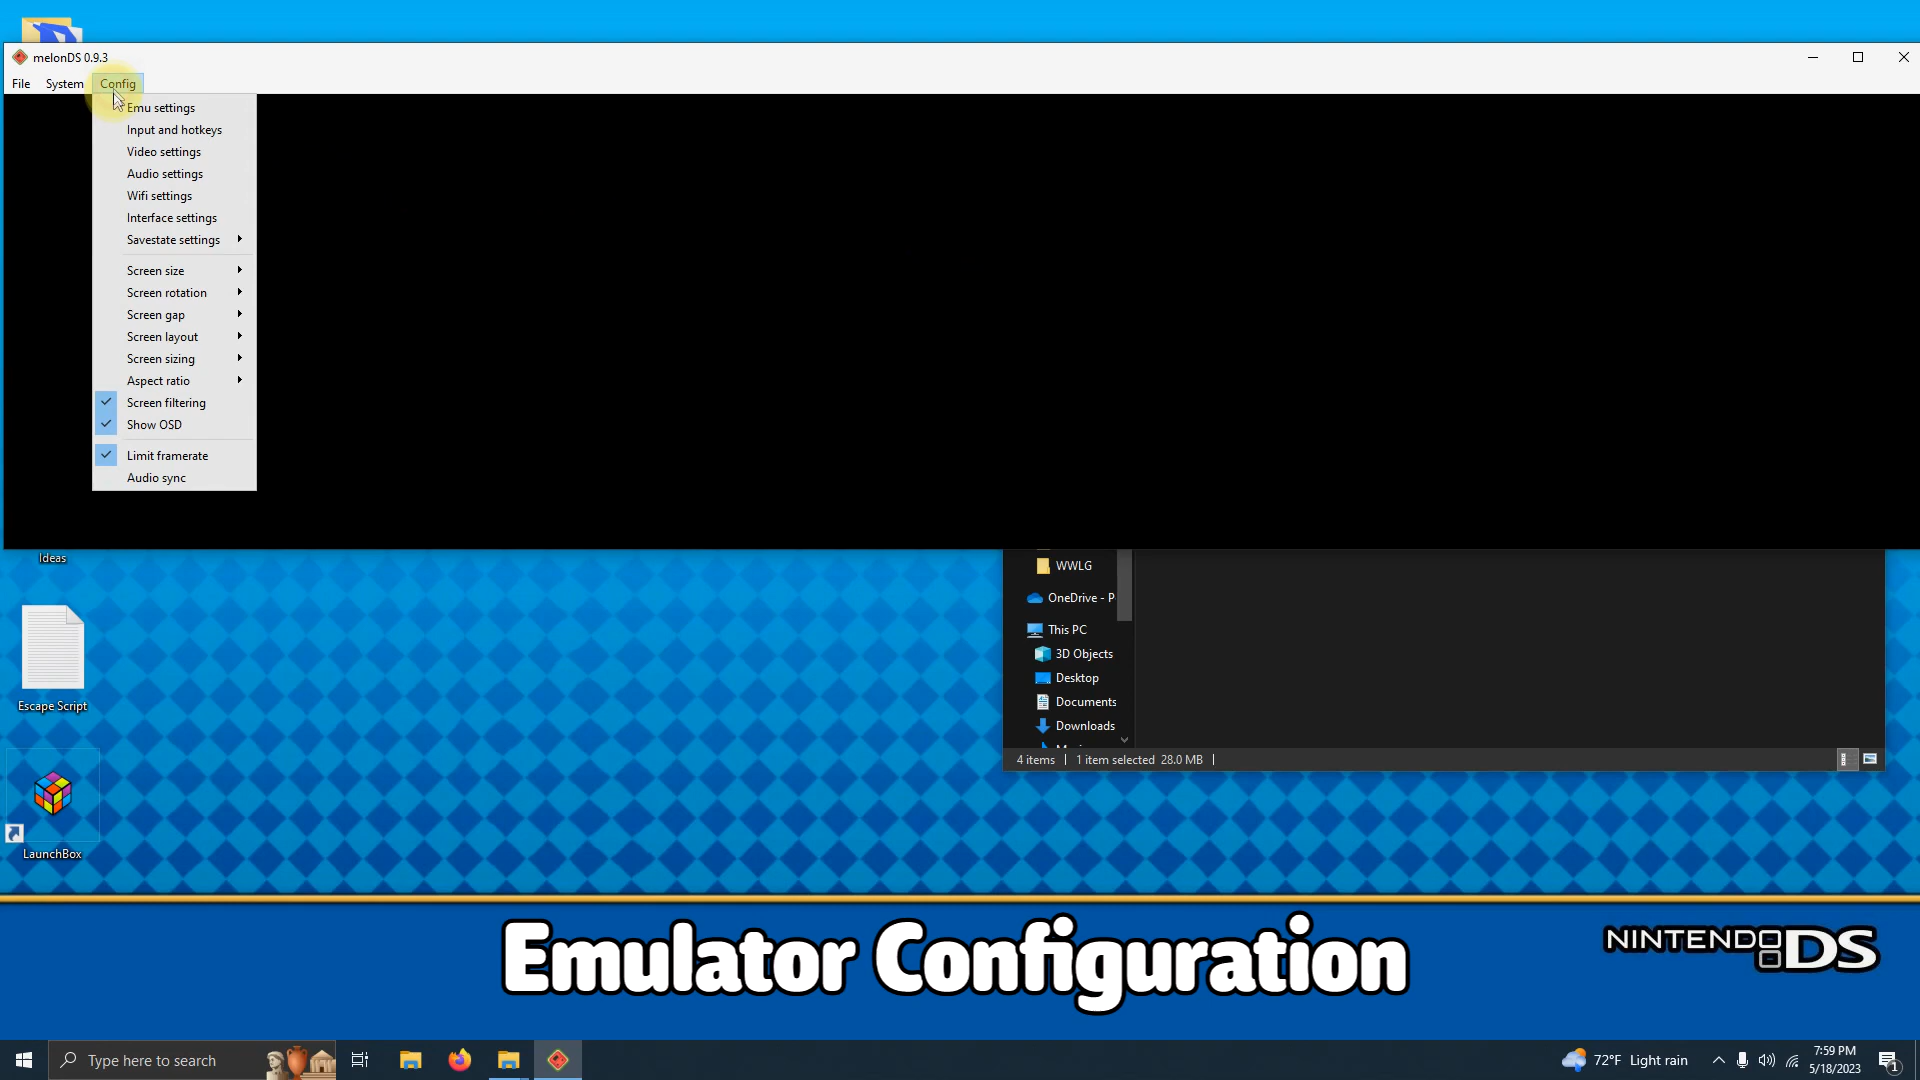 melonDS 0.9.3
File System Config
Emu settings
Input and hotkeys
Video settings
Audio settings
Wifi settings
Interface settings
Savestate settings
Screen size
Screen rotation
Screen gap
Screen layout
Screen sizing
Aspect ratio
Screen filtering
Show OSD
Limit framerate
Audio sync
Ideas
Escape Script
LaunchBox
WWLG
OneDrive - P
This PC
3D Objects
Desktop
Documents
Downloads
4 items 1 item selected 28.0 MB
Emulator Configuration
NINTENDO DS
Type here to search
72°F Light rain
7:59 PM
5/18/2023
1